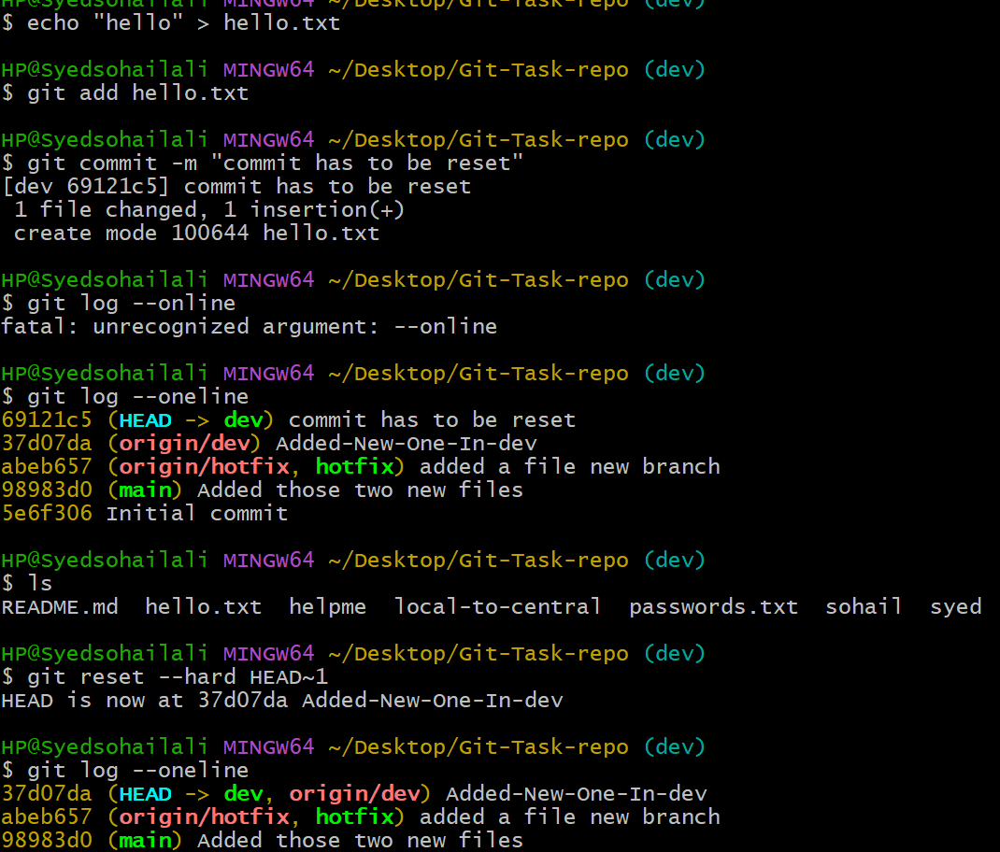 HP@Syedsohailali MINGW64 ~/Desktop/Git-Task-repo (dev)
$ echo "hello" > hello.txt
HP@Syedsohailali MINGW64 ~/Desktop/Git-Task-repo (dev)
$ git add hello.txt
HP@Syedsohailali MINGW64 ~/Desktop/Git-Task-repo (dev)
$ git commit -m "commit has to be reset"
[dev 69121c5] commit has to be reset
 1 file changed, 1 insertion(+)
 create mode 100644 hello.txt
HP@Syedsohailali MINGW64 ~/Desktop/Git-Task-repo (dev)
$ git log --online
fatal: unrecognized argument: --online
HP@Syedsohailali MINGW64 ~/Desktop/Git-Task-repo (dev)
$ git log --oneline
69121c5 (HEAD -> dev) commit has to be reset
37d07da (origin/dev) Added-New-One-In-dev
abeb657 (origin/hotfix, hotfix) added a file new branch
98983d0 (main) Added those two new files
5e6f306 Initial commit
HP@Syedsohailali MINGW64 ~/Desktop/Git-Task-repo (dev)
$ ls
README.md  hello.txt  helpme  local-to-central  passwords.txt  sohail  syed
HP@Syedsohailali MINGW64 ~/Desktop/Git-Task-repo (dev)
$ git reset --hard HEAD~1
HEAD is now at 37d07da Added-New-One-In-dev
HP@Syedsohailali MINGW64 ~/Desktop/Git-Task-repo (dev)
$ git log --oneline
37d07da (HEAD -> dev, origin/dev) Added-New-One-In-dev
abeb657 (origin/hotfix, hotfix) added a file new branch
98983d0 (main) Added those two new files